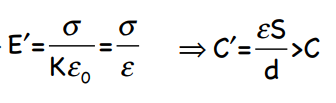 E′ = σ/(Kε₀) = σ/ε ⇒ C′ = εS/d > C